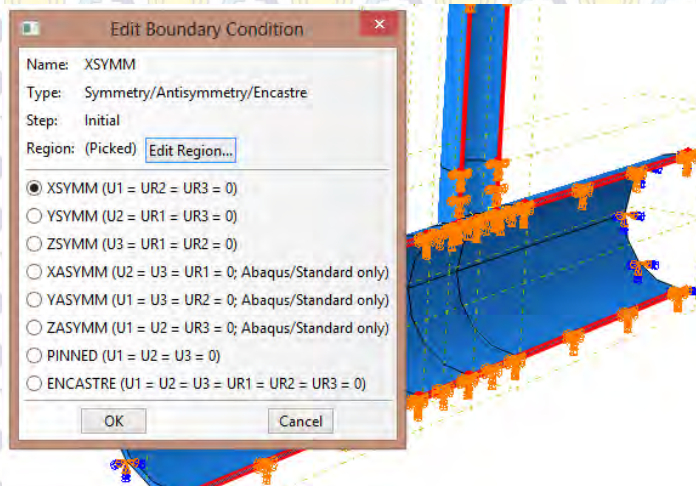 Edit Boundary Condition
Name: XSYMM
Type: Symmetry/Antisymmetry/Encastre
Step: Initial
Region: (Picked) Edit Region...
XSYMM (U1 = UR2 = UR3 = 0)
YSYMM (U2 = UR1 = UR3 = 0)
ZSYMM (U3 = UR1 = UR2 = 0)
XASYMM (U2 = U3 = UR1 = 0; Abaqus/Standard only)
YASYMM (U1 = U3 = UR2 = 0; Abaqus/Standard only)
ZASYMM (U1 = U2 = UR3 = 0; Abaqus/Standard only)
PINNED (U1 = U2 = U3 = 0)
ENCASTRE (U1 = U2 = U3 = UR1 = UR2 = UR3 = 0)
OK Cancel